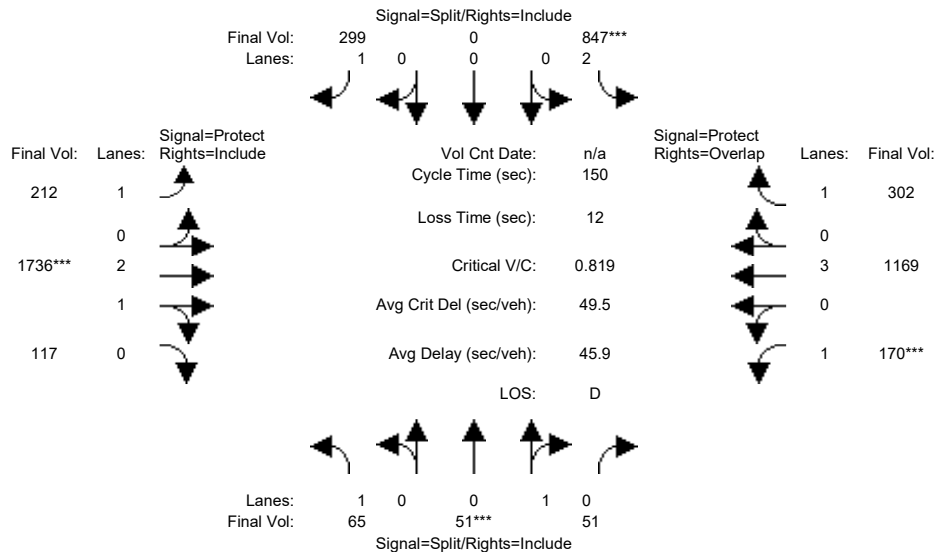 Signal=Split/Rights=Include
Final Vol: 299 0 847***
Lanes: 1 0 0 0 2
Signal=Protect Signal=Protect
Final Vol: Lanes: Rights=Include Vol Cnt Date: n/a Rights=Overlap Lanes: Final Vol:
Cycle Time (sec): 150
212 1 1 302
Loss Time (sec): 12
0 0
1736*** 2 Critical V/C: 0.819 3 1169
1 Avg Crit Del (sec/veh): 49.5 0
117 0 Avg Delay (sec/veh): 45.9 1 170***
LOS: D
Lanes: 1 0 0 1 0
Final Vol: 65 51*** 51
Signal=Split/Rights=Include